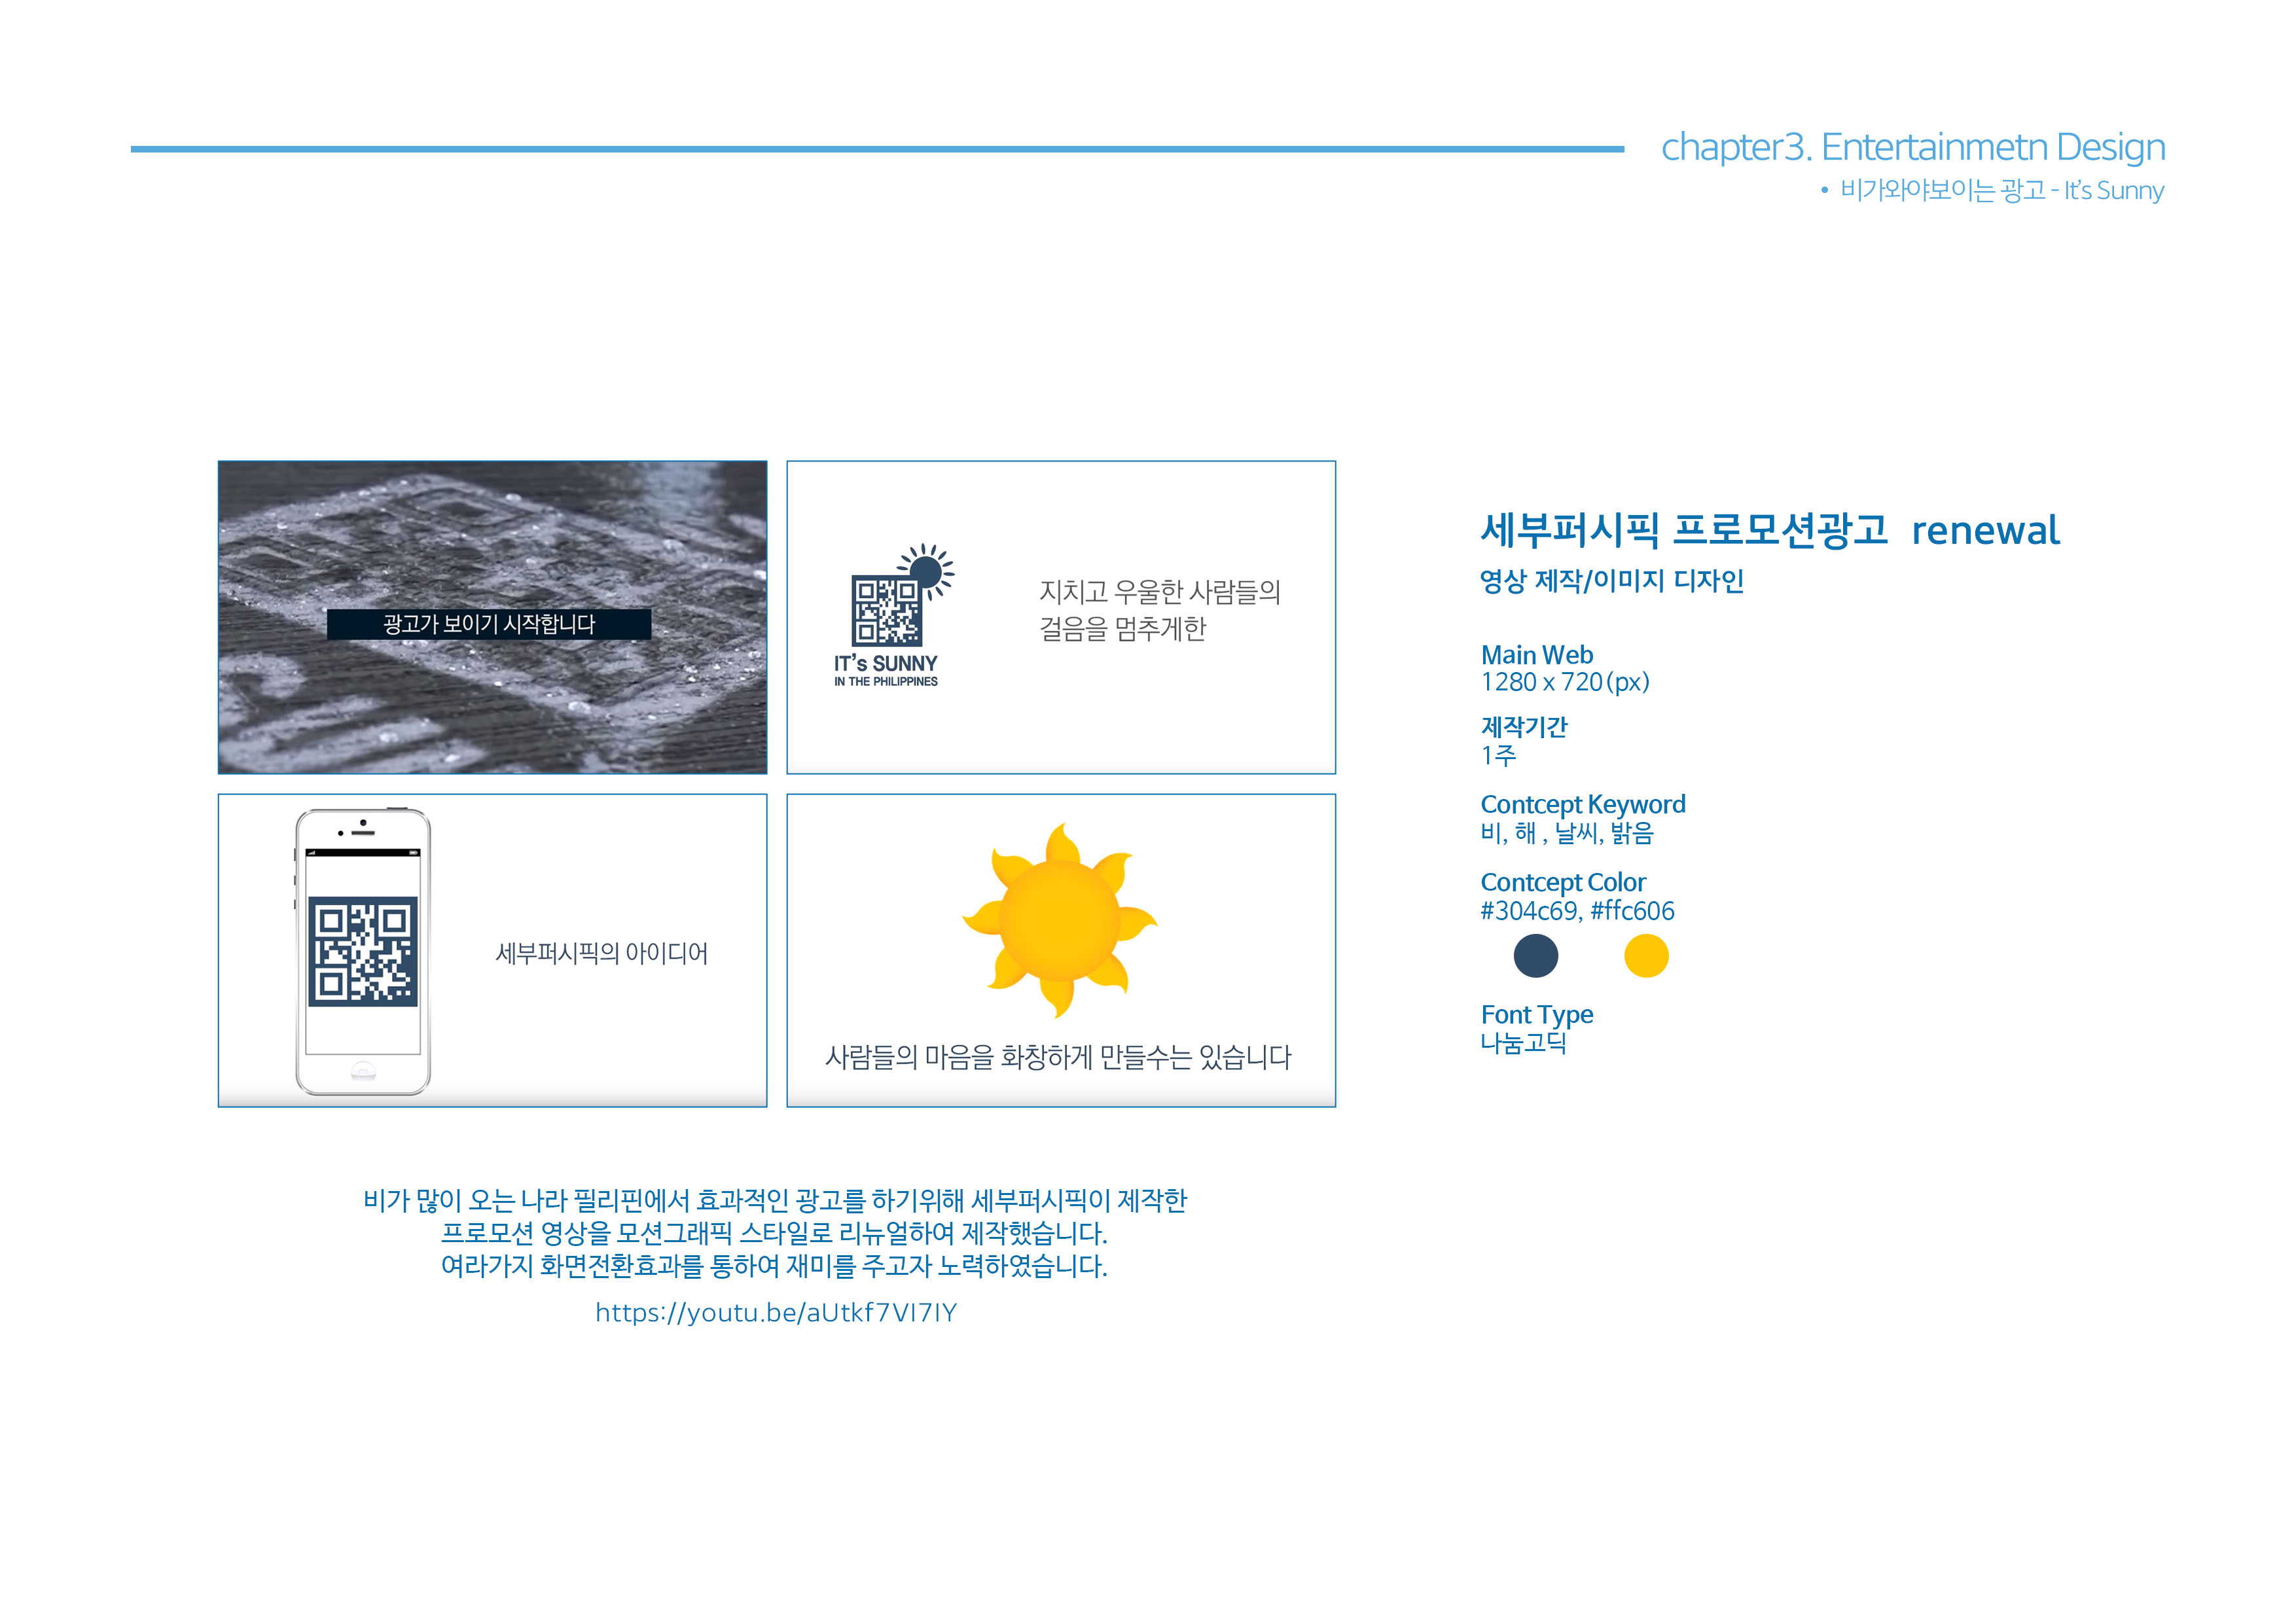 chapter3. Entertainmetn Design
• 비가와야보이는 광고 - It's Sunny
광고가 보이기 시작합니다
IT's SUNNY
IN THE PHILIPPINES
지치고 우울한 사람들의
걸음을 멈추게한
세부퍼시픽의 아이디어
사람들의 마음을 화창하게 만들수는 있습니다
세부퍼시픽 프로모션광고 renewal
영상 제작/이미지 디자인
Main Web
1280 x 720(px)
제작기간
1주
Contcept Keyword
비, 해 , 날씨, 밝음
Contcept Color
#304c69, #ffc606
Font Type
나눔고딕
비가 많이 오는 나라 필리핀에서 효과적인 광고를 하기위해 세부퍼시픽이 제작한
프로모션 영상을 모션그래픽 스타일로 리뉴얼하여 제작했습니다.
여라가지 화면전환효과를 통하여 재미를 주고자 노력하였습니다.
https://youtu.be/aUtkf7VI7IY